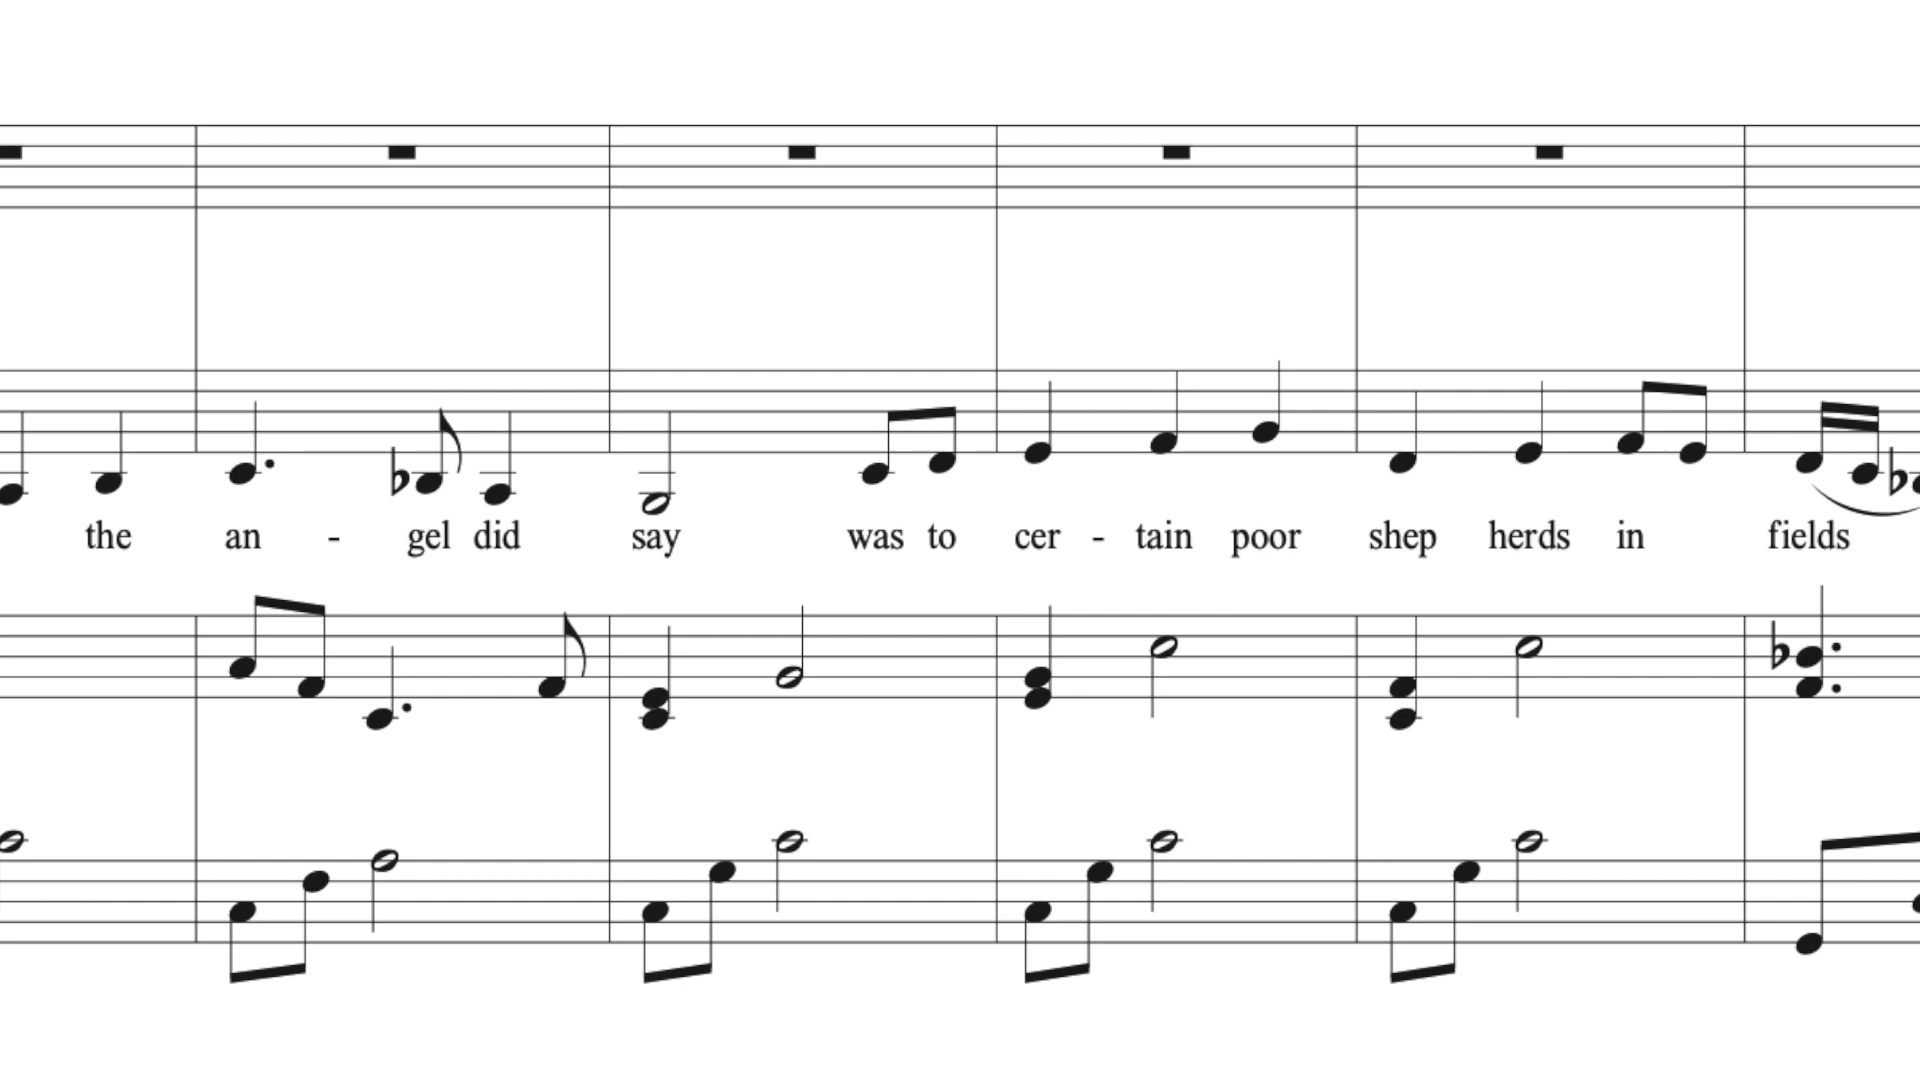 the an - gel did say was to cer - tain poor shep herds in fields